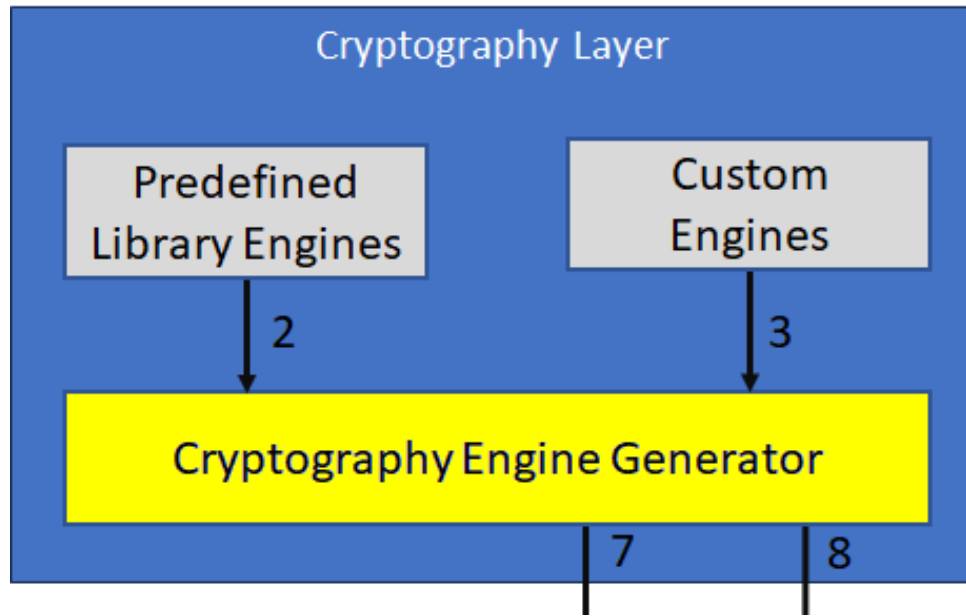 Cryptography Layer
Predefined
Library Engines
Custom
Engines
2
3
Cryptography Engine Generator
7
8